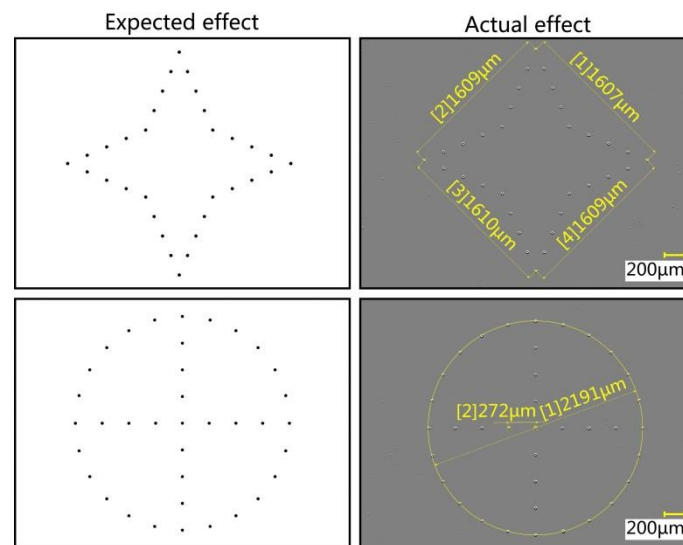 Expected effect
Actual effect
[2]1609μm
[1]1607μm
[3]1610μm
[4]1609μm
200μm
[2]272μm
[1]2191μm
200μm